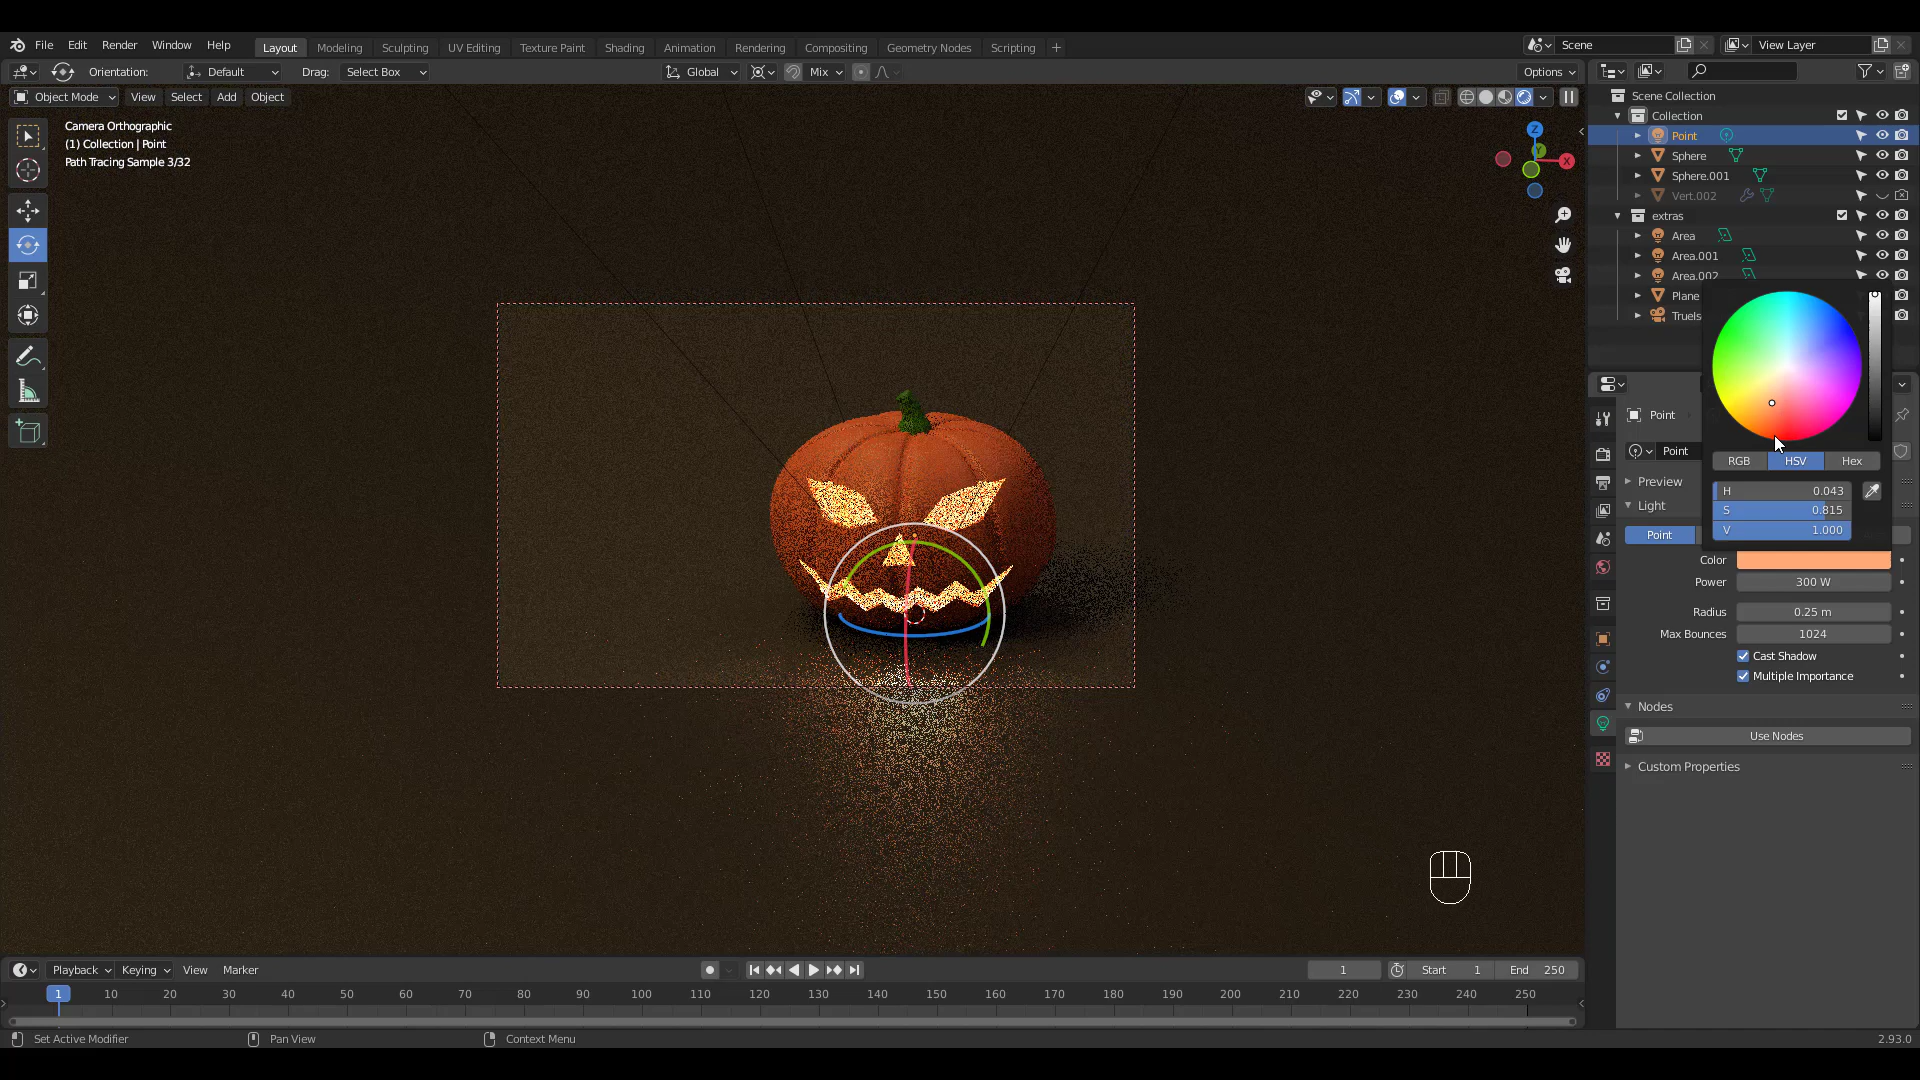 File Edit Render Window Help
Layout Modeling Sculpting UV Editing Texture Paint Shading Animation Rendering Compositing Geometry Nodes Scripting +
Scene
View Layer
Orientation: Default Drag: Select Box
Global
Mix
Options
Object Mode View Select Add Object
Camera Orthographic
(1) Collection | Point
Path Tracing Sample 3/32
Z
Y
X
Scene Collection
Collection
Point
Sphere
Sphere.001
Vert.002
extras
Area
Area.001
Area.002
Plane
TrueIs
Point
Point
RGB HSV Hex
H 0.043
S 0.815
V 1.000
Preview
Light
Point
Color
Power 300 W
Radius 0.25 m
Max Bounces 1024
Cast Shadow
Multiple Importance
Nodes
Use Nodes
Custom Properties
Playback Keying View Marker
1
Start 1
End 250
1 10 20 30 40 50 60 70 80 90 100 110 120 130 140 150 160 170 180 190 200 210 220 230 240 250
Set Active Modifier
Pan View
Context Menu
2.93.0